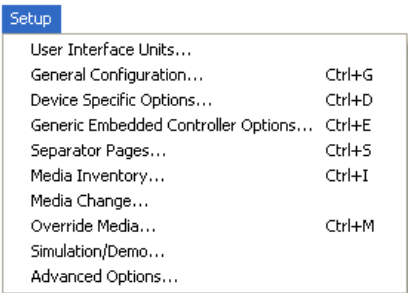 Setup
User Interface Units...
General Configuration... Ctrl+G
Device Specific Options... Ctrl+D
Generic Embedded Controller Options... Ctrl+E
Separator Pages... Ctrl+S
Media Inventory... Ctrl+I
Media Change...
Override Media... Ctrl+M
Simulation/Demo...
Advanced Options...